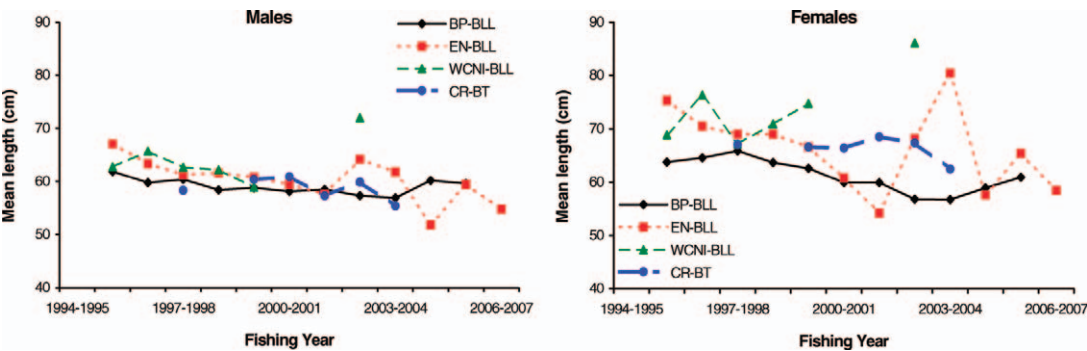 Males
Mean length (cm)
90
80
70
60
50
40
BP-BLL
EN-BLL
WCNI-BLL
CR-BT
1994-1995
1997-1998
2000-2001
2003-2004
2006-2007
Fishing Year
Females
Mean length (cm)
90
80
70
60
50
40
BP-BLL
EN-BLL
WCNI-BLL
CR-BT
1994-1995
1997-1998
2000-2001
2003-2004
2006-2007
Fishing Year